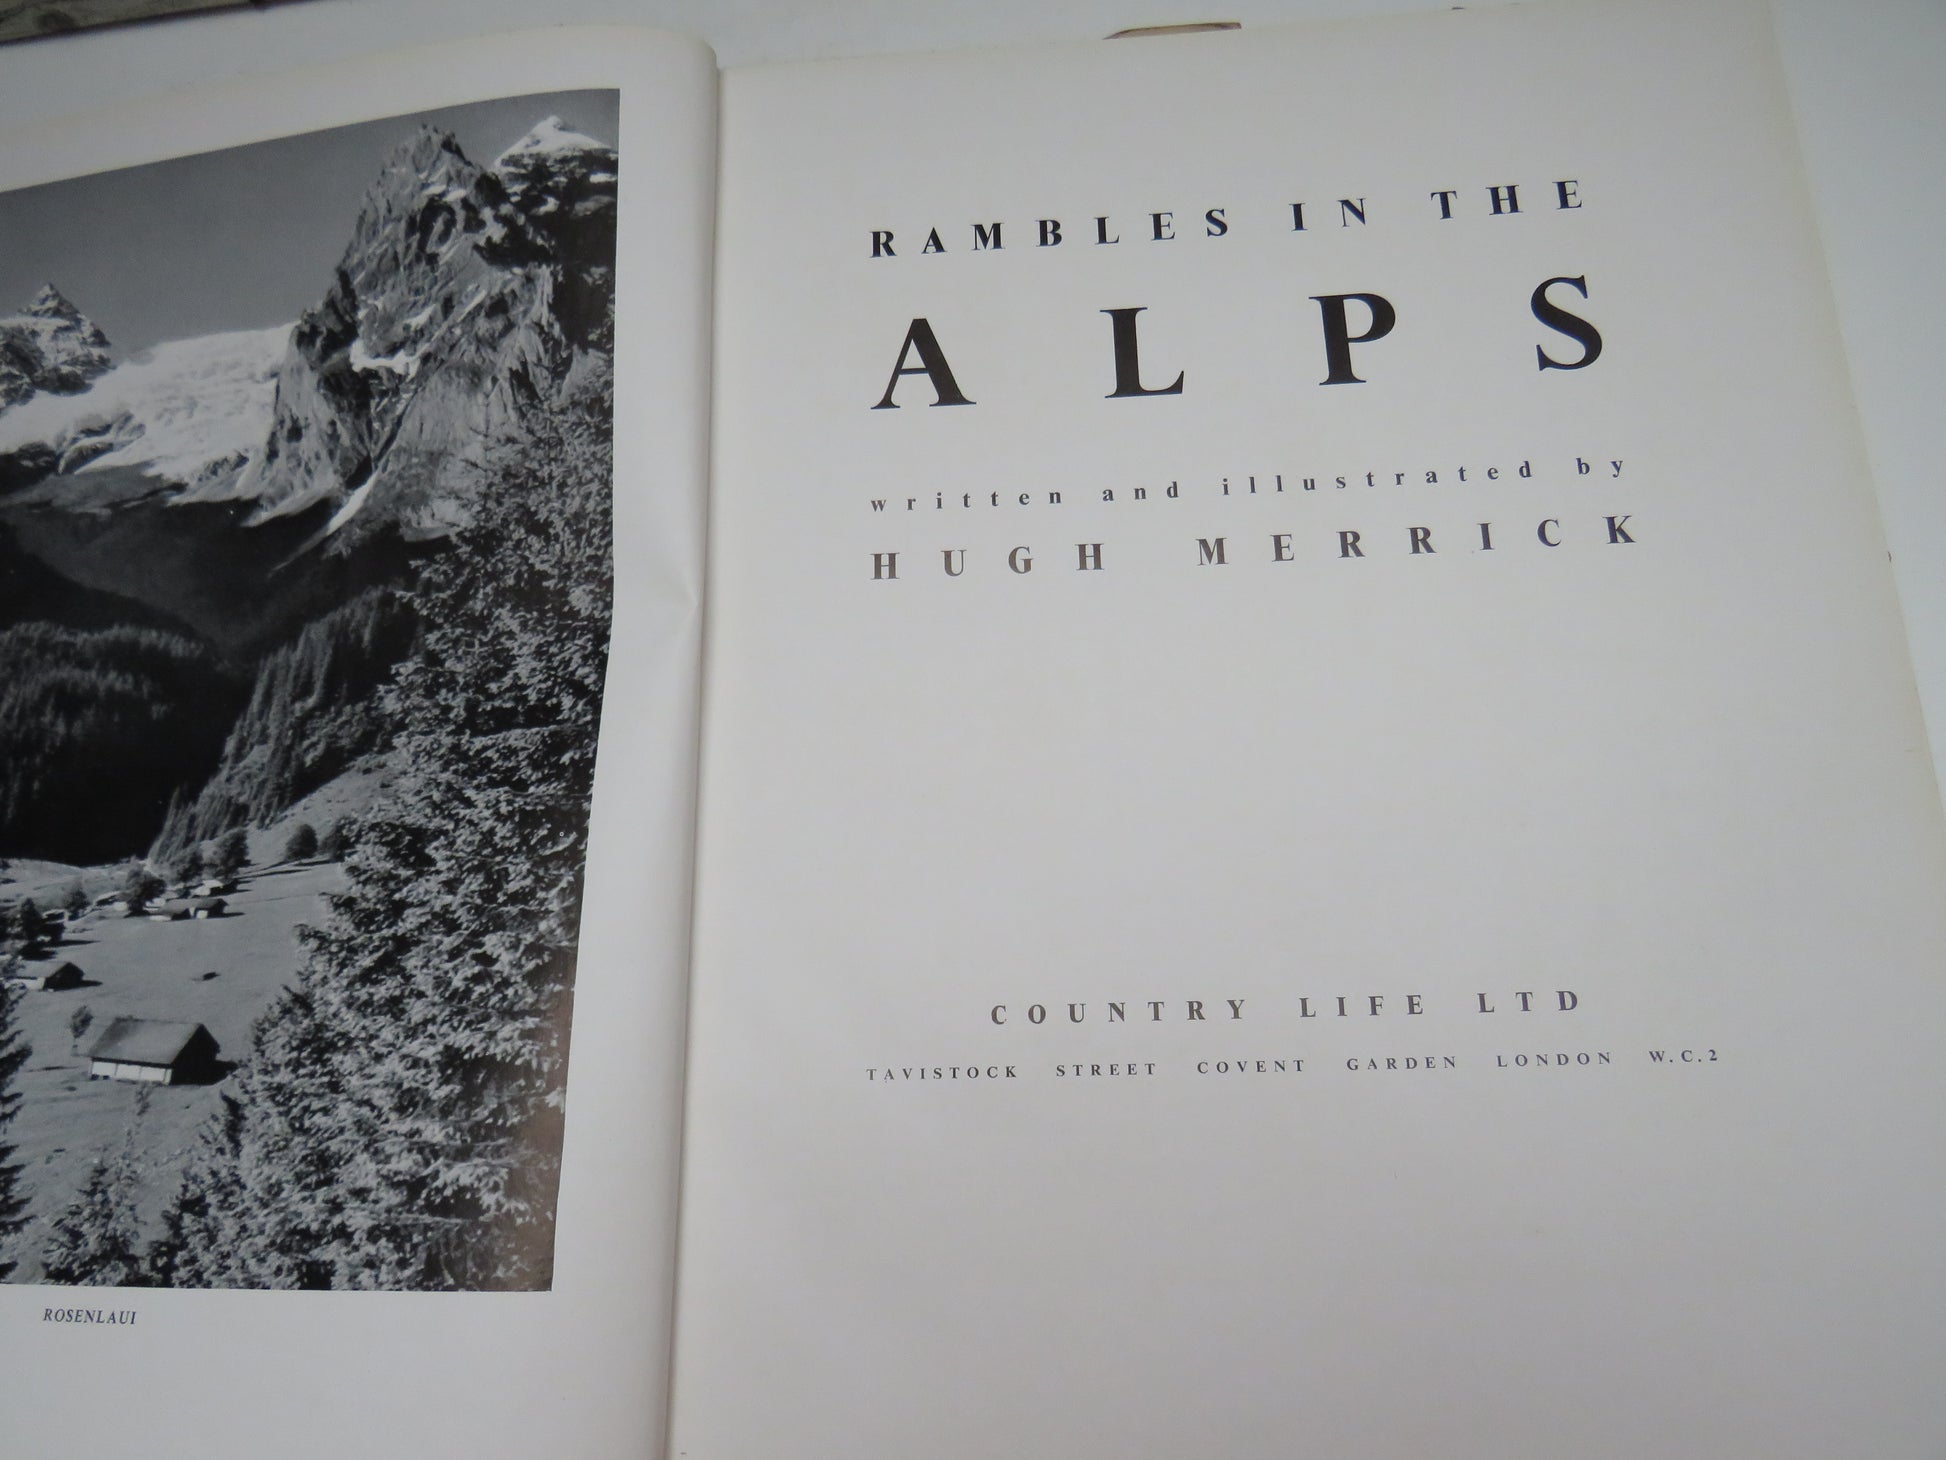 ROSENLAUI
RAMBLES IN THE
ALPS
written and illustrated by
HUGH MERRICK
COUNTRY LIFE LTD
TAVISTOCK STREET COVENT GARDEN LONDON W.C.2